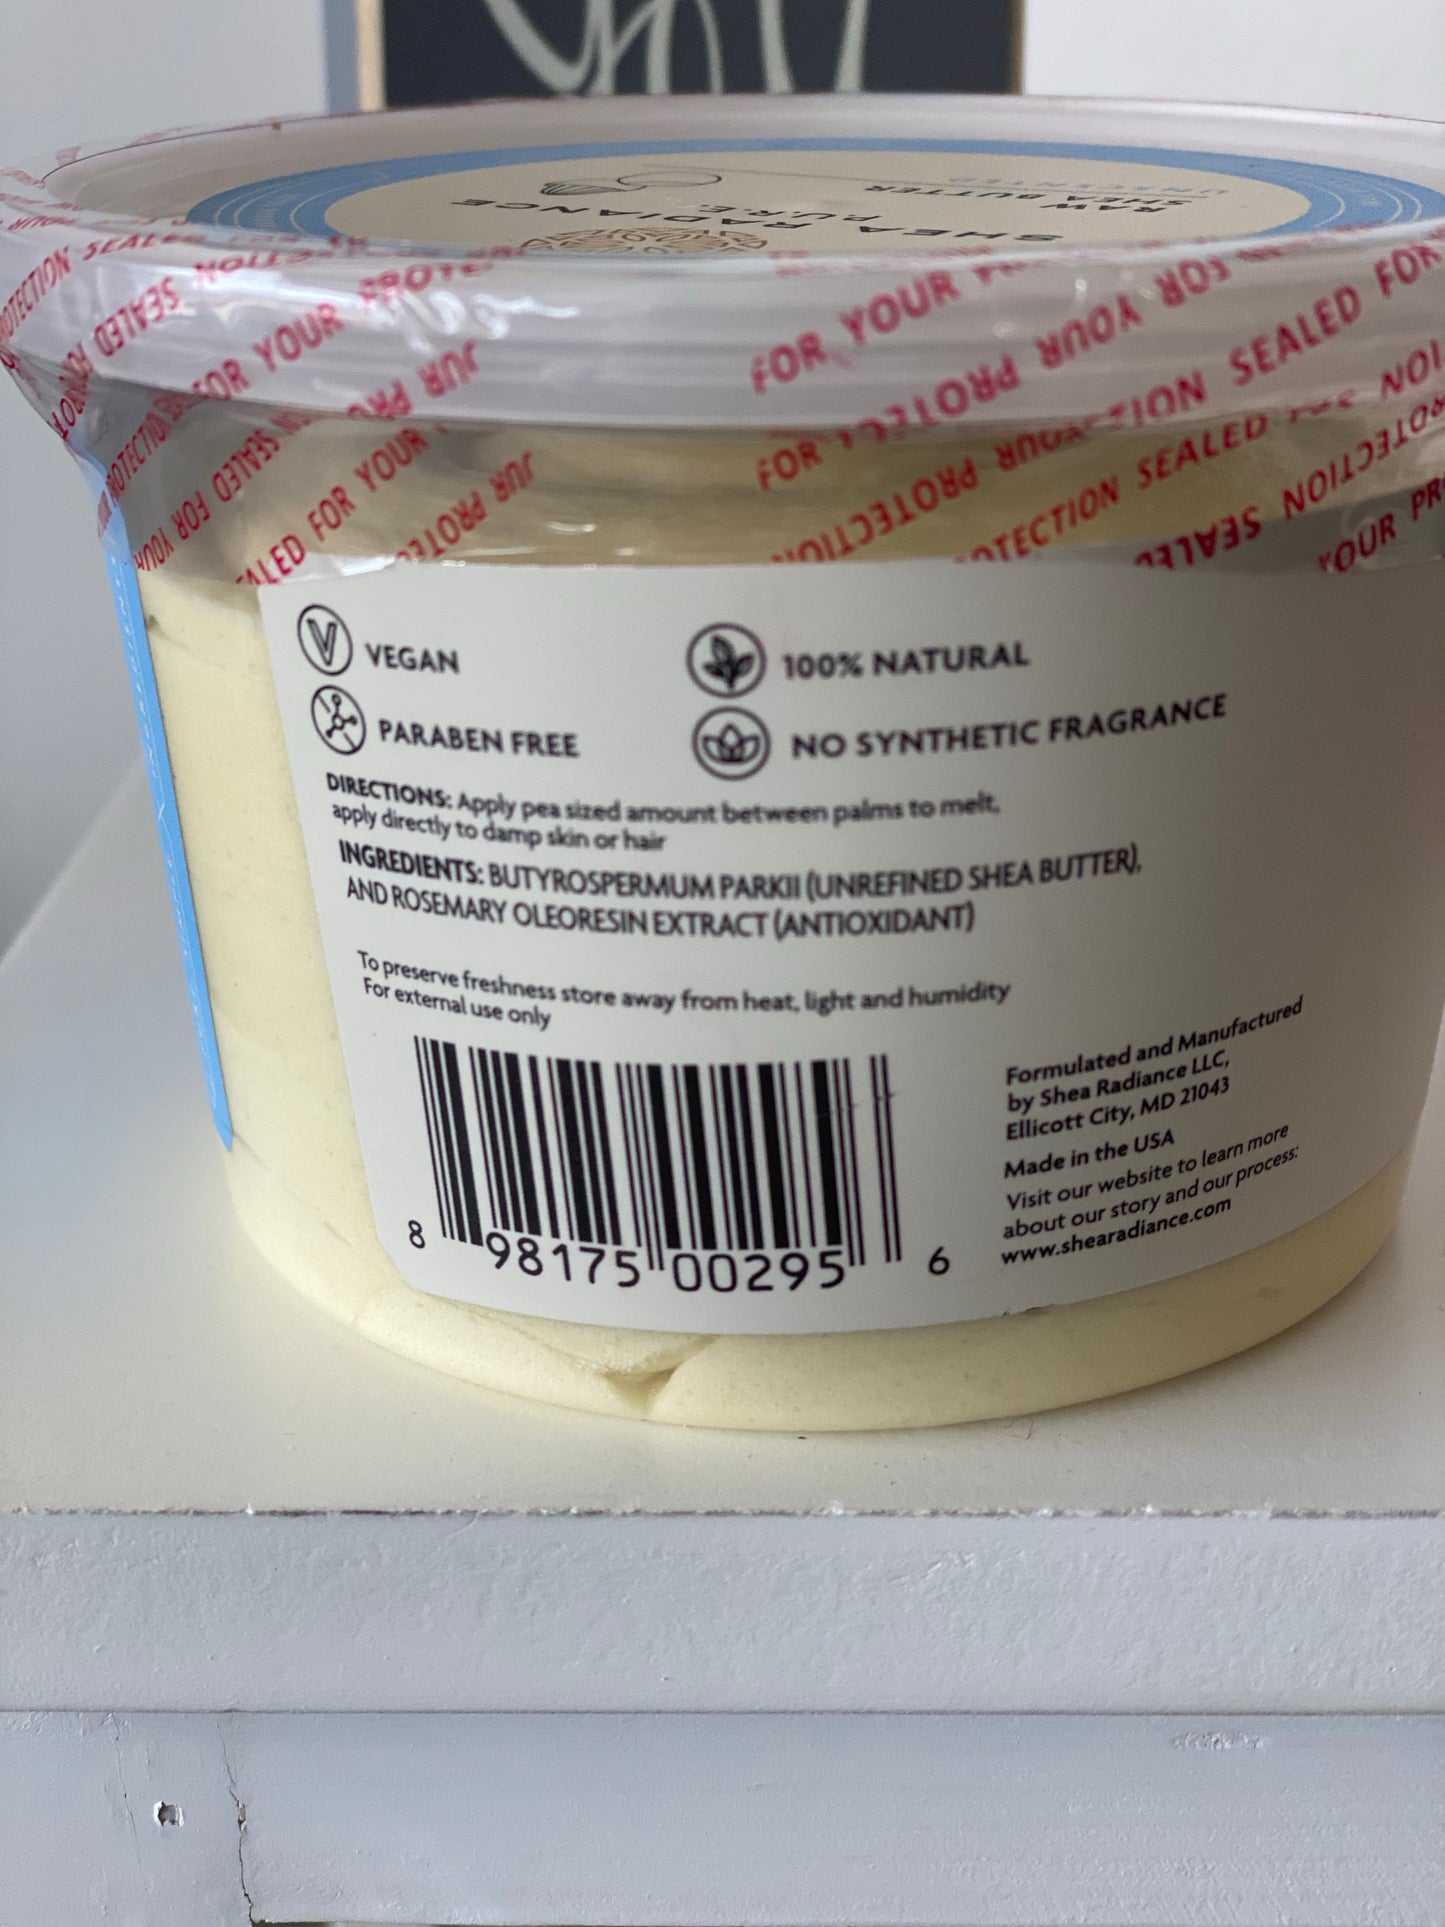 SHEA RADIANCE
P.U.R.E.
RAW BUTTER
SHEA BUTTER
UNSCENTED
FOR YOUR
SEALED FOR YOUR PROTECTION
VEGAN
100% NATURAL
PARABEN FREE
NO SYNTHETIC FRAGRANCE
DIRECTIONS: Apply pea sized amount between palms to melt,
apply directly to damp skin or hair
INGREDIENTS: BUTYROSPERMUM PARKII (UNREFINED SHEA BUTTER),
AND ROSEMARY OLEORESIN EXTRACT (ANTIOXIDANT)
To preserve freshness store away from heat, light and humidity
For external use only
Formulated and Manufactured
by Shea Radiance LLC,
Ellicott City, MD 21043
Made in the USA
Visit our website to learn more
about our story and our process:
www.shearadiance.com
8 98175 00295 6